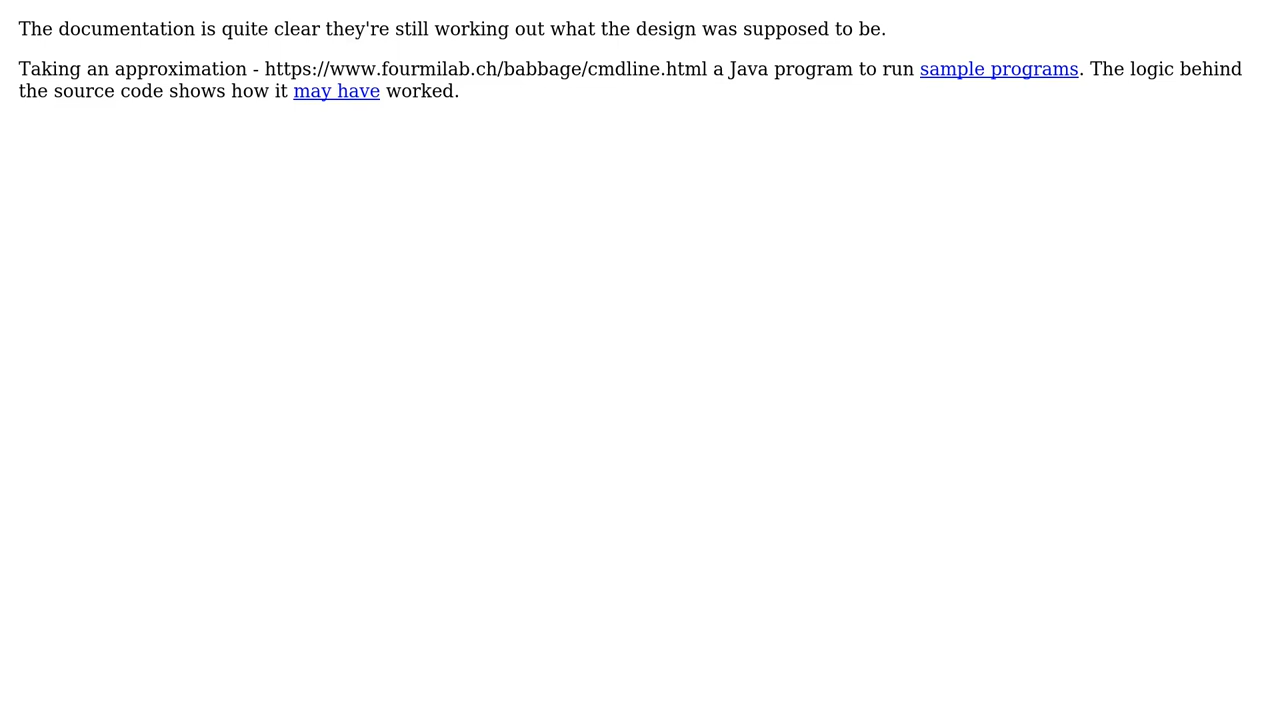 The documentation is quite clear they're still working out what the design was supposed to be.
Taking an approximation - https://www.fourmilab.ch/babbage/cmdline.html a Java program to run sample programs. The logic behind
the source code shows how it may have worked.